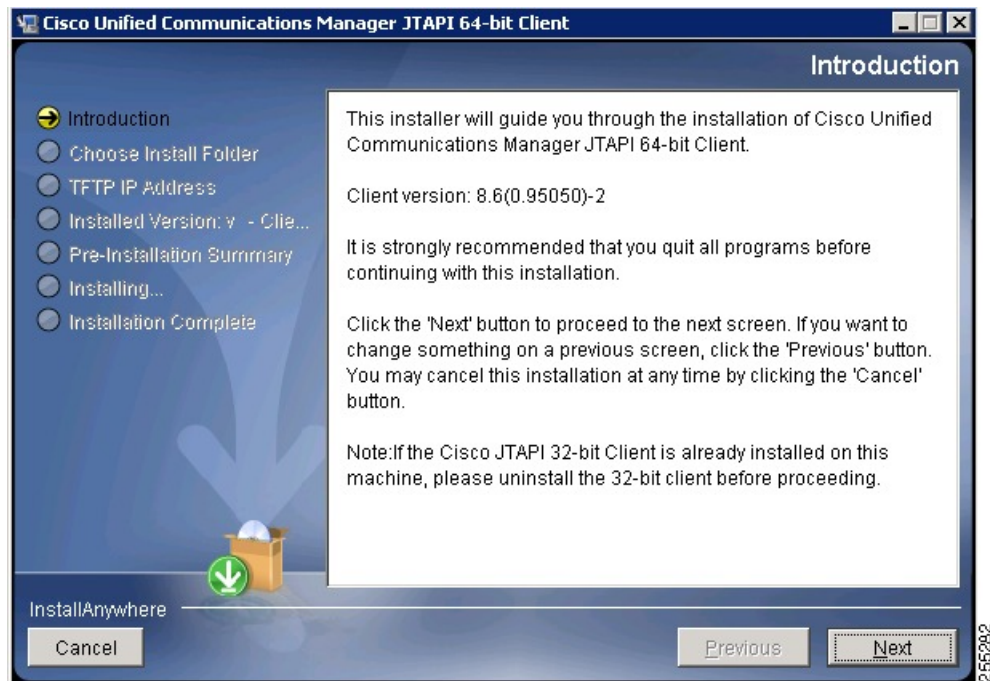 Cisco Unified Communications Manager JTAPI 64-bit Client
Introduction
Introduction
Choose Install Folder
TFTP IP Address
Installed Version: v - Clie...
Pre-Installation Summary
Installing...
Installation Complete
This installer will guide you through the installation of Cisco Unified
Communications Manager JTAPI 64-bit Client.
Client version: 8.6(0.95050)-2
It is strongly recommended that you quit all programs before
continuing with this installation.
Click the 'Next' button to proceed to the next screen. If you want to
change something on a previous screen, click the 'Previous' button.
You may cancel this installation at any time by clicking the 'Cancel'
button.
Note:If the Cisco JTAPI 32-bit Client is already installed on this
machine, please uninstall the 32-bit client before proceeding.
InstallAnywhere
Cancel
Previous
Next
255282